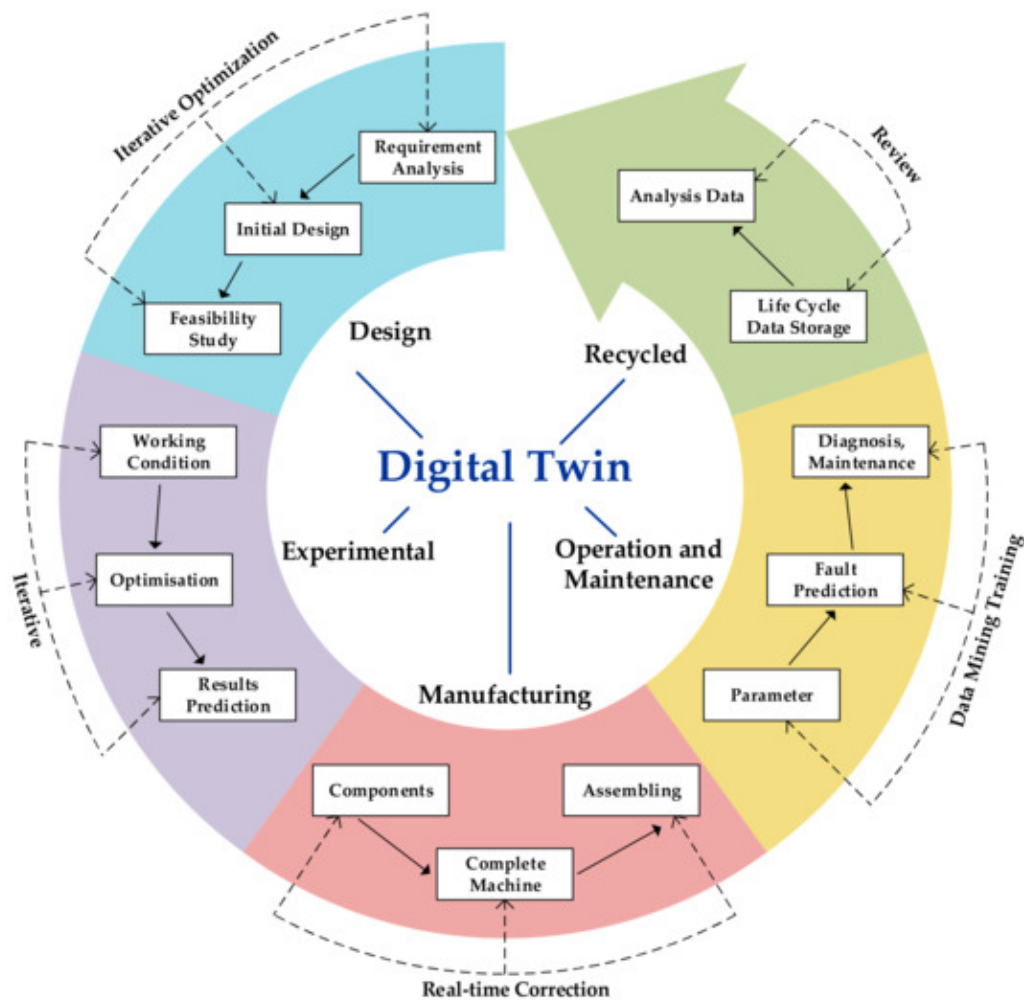 Iterative Optimization
Requirement
Analysis
Initial Design
Feasibility
Study
Design
Review
Analysis Data
Life Cycle
Data Storage
Recycled
Digital Twin
Working
Condition
Optimisation
Results
Prediction
Iterative
Experimental
Operation and
Maintenance
Diagnosis,
Maintenance
Fault
Prediction
Parameter
Data Mining Training
Manufacturing
Components
Complete
Machine
Assembling
Real-time Correction